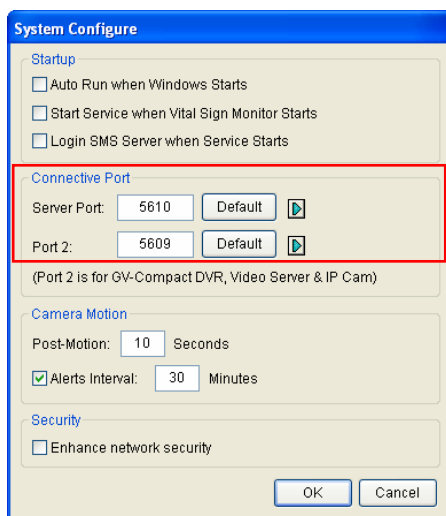 System Configure
Startup
Auto Run when Windows Starts
Start Service when Vital Sign Monitor Starts
Login SMS Server when Service Starts
Connective Port
Server Port: 5610 Default
Port 2: 5609 Default
(Port 2 is for GV-Compact DVR, Video Server & IP Cam)
Camera Motion
Post-Motion: 10 Seconds
Alerts Interval: 30 Minutes
Security
Enhance network security
OK Cancel